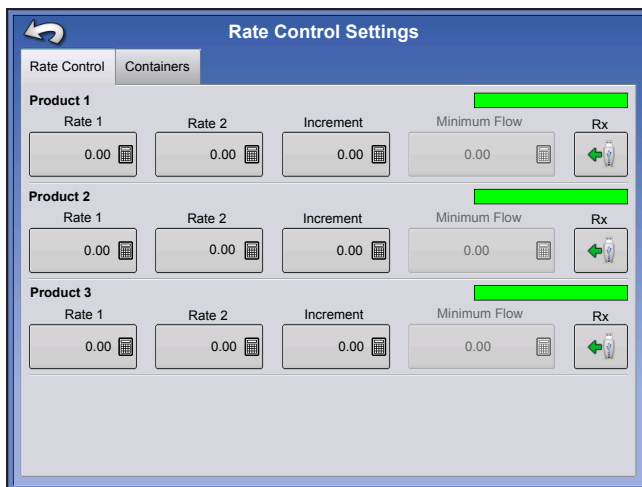 Rate Control Settings
Rate Control Containers
Product 1
Rate 1 Rate 2 Increment Minimum Flow Rx
0.00 0.00 0.00 0.00
Product 2
Rate 1 Rate 2 Increment Minimum Flow Rx
0.00 0.00 0.00 0.00
Product 3
Rate 1 Rate 2 Increment Minimum Flow Rx
0.00 0.00 0.00 0.00